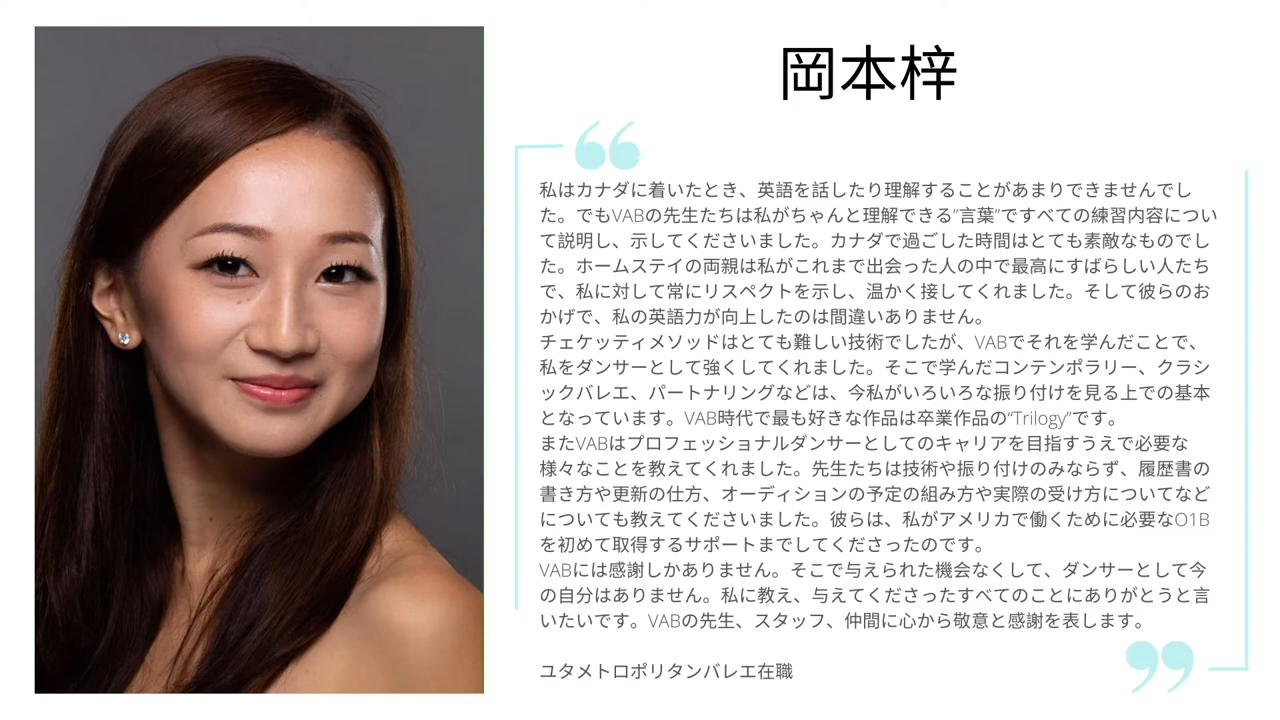 岡本梓
私はカナダに着いたとき、英語を話したり理解することがあまりできませんでし
た。でもVABの先生たちは私がちゃんと理解できる”言葉”ですべての練習内容につい
て説明し、示してくださいました。カナダで過ごした時間はとても素敵なものでし
た。ホームステイの両親は私がこれまで出会った人の中で最高にすばらしい人たち
で、私に対して常にリスペクトを示し、温かく接してくれました。そして彼らのお
かげで、私の英語力が向上したのは間違いありません。
チェケッティメソッドはとても難しい技術でしたが、VABでそれを学んだことで、
私をダンサーとして強くしてくれました。そこで学んだコンテンポラリー、クラシ
ックバレエ、パートナリングなどは、今私がいろいろな振り付けを見る上での基本
となっています。VAB時代で最も好きな作品は卒業作品の“Trilogy”です。
またVABはプロフェッショナルダンサーとしてのキャリアを目指すうえで必要な
様々なことを教えてくれました。先生たちは技術や振り付けのみならず、履歴書の
書き方や更新の仕方、オーディションの予定の組み方や実際の受け方についてなど
についても教えてくださいました。彼らは、私がアメリカで働くために必要なO1B
を初めて取得するサポートまでしてくださったのです。
VABには感謝しかありません。そこで与えられた機会なくして、ダンサーとして今
の自分はありません。私に教え、与えてくださったすべてのことにありがとうと言
いたいです。VABの先生、スタッフ、仲間に心から敬意と感謝を表します。
ユタメトロポリタンバレエ在職